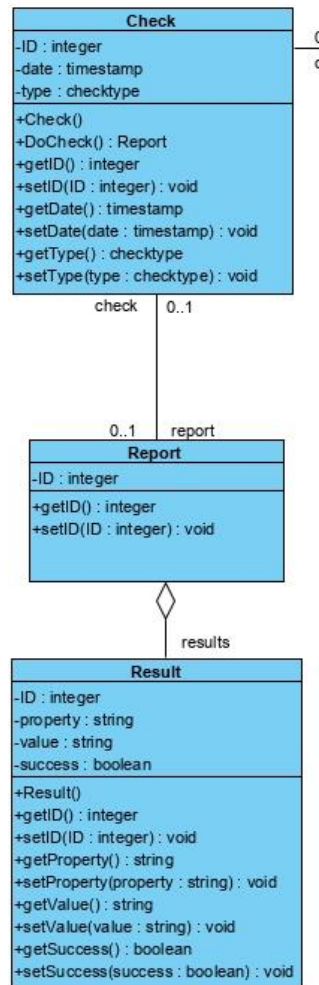 Check
-ID : integer
-date : timestamp
-type : checktype
+Check()
+DoCheck() : Report
+getID() : integer
+setID(ID : integer) : void
+getDate() : timestamp
+setDate(date : timestamp) : void
+getType() : checktype
+setType(type : checktype) : void
check 0..1
0..1 report
Report
-ID : integer
+getID() : integer
+setID(ID : integer) : void
results
Result
-ID : integer
-property : string
-value : string
-success : boolean
+Result()
+getID() : integer
+setID(ID : integer) : void
+getProperty() : string
+setProperty(property : string) : void
+getValue() : string
+setValue(value : string) : void
+getSuccess() : boolean
+setSuccess(success : boolean) : void